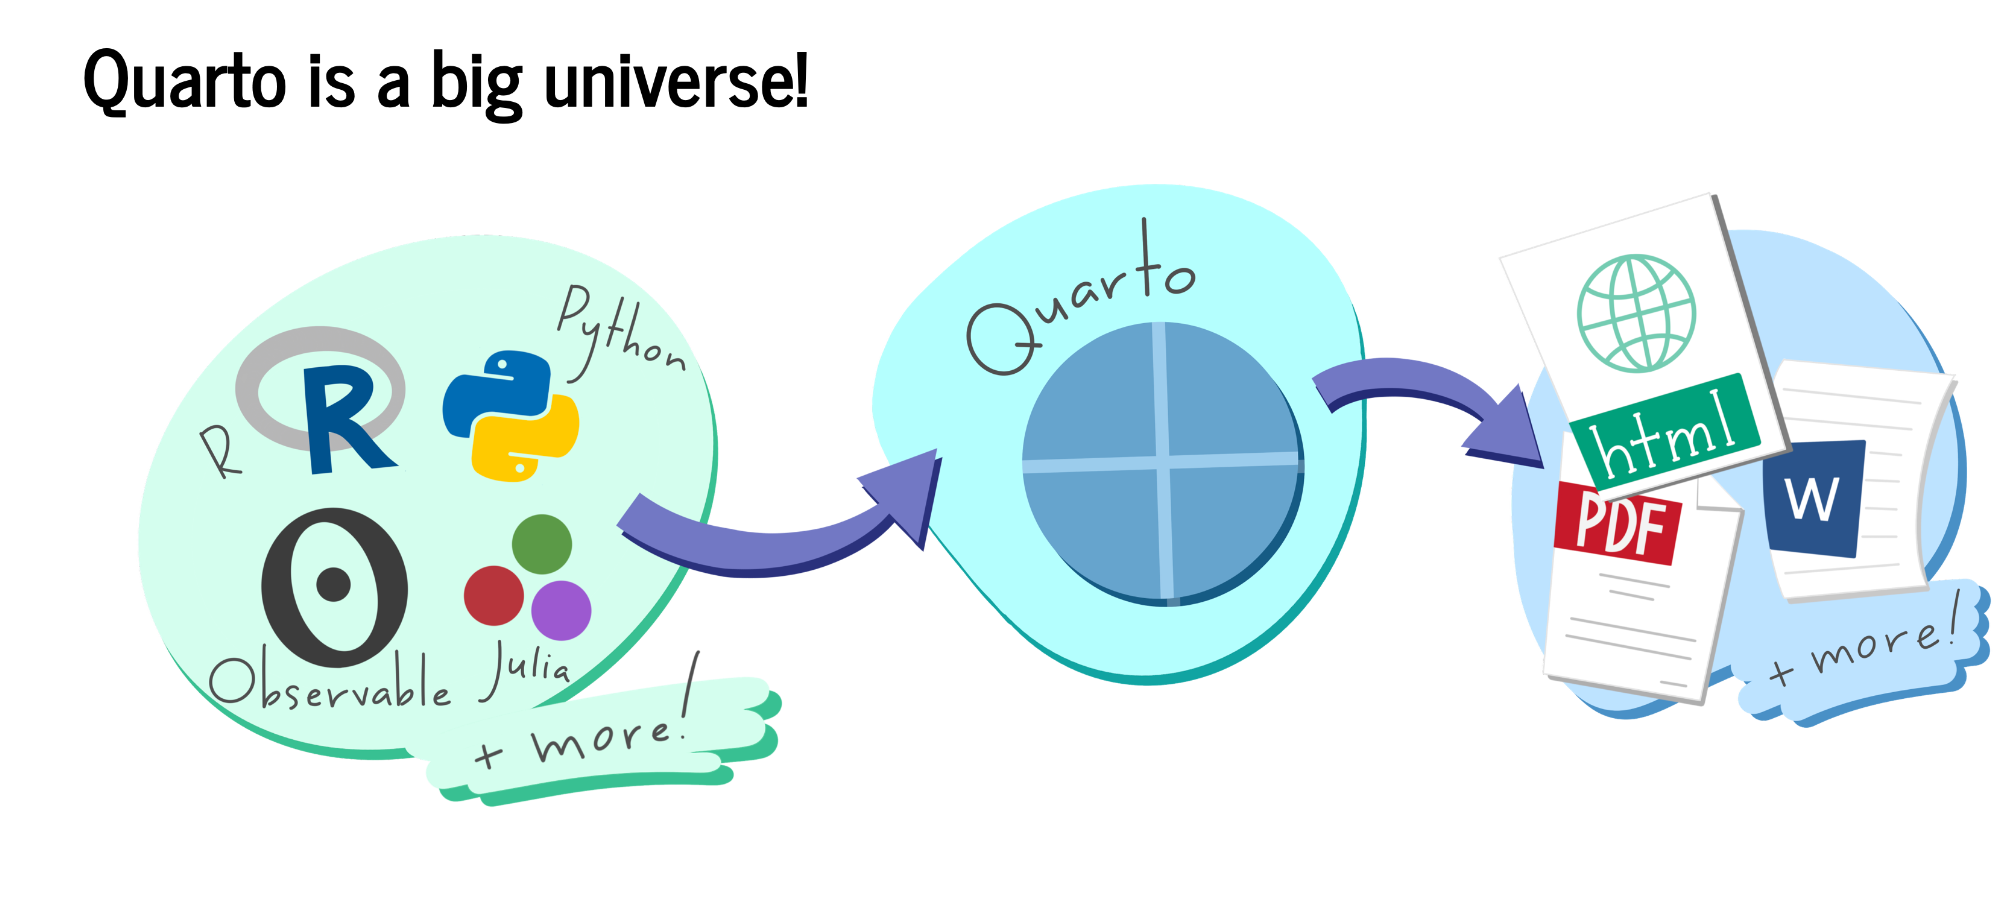 Quarto is a big universe!
R
R
Python
Observable
Julia
+ more!
Quarto
html
PDF
W
+ more!